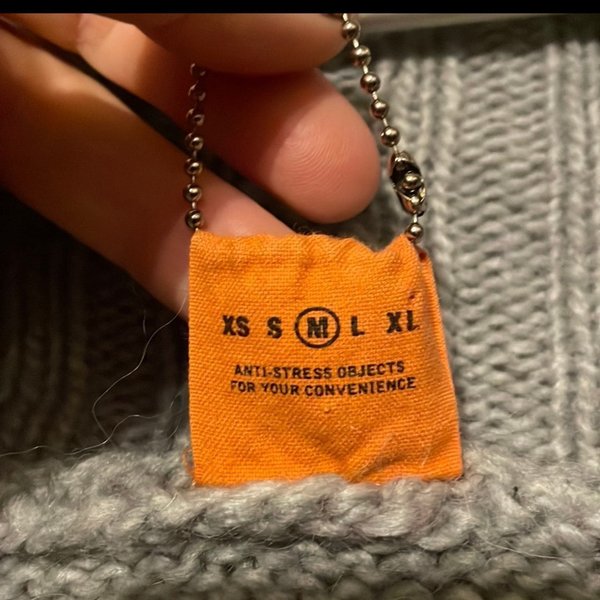 XS S M L XL
ANTI-STRESS OBJECTS
FOR YOUR CONVENIENCE